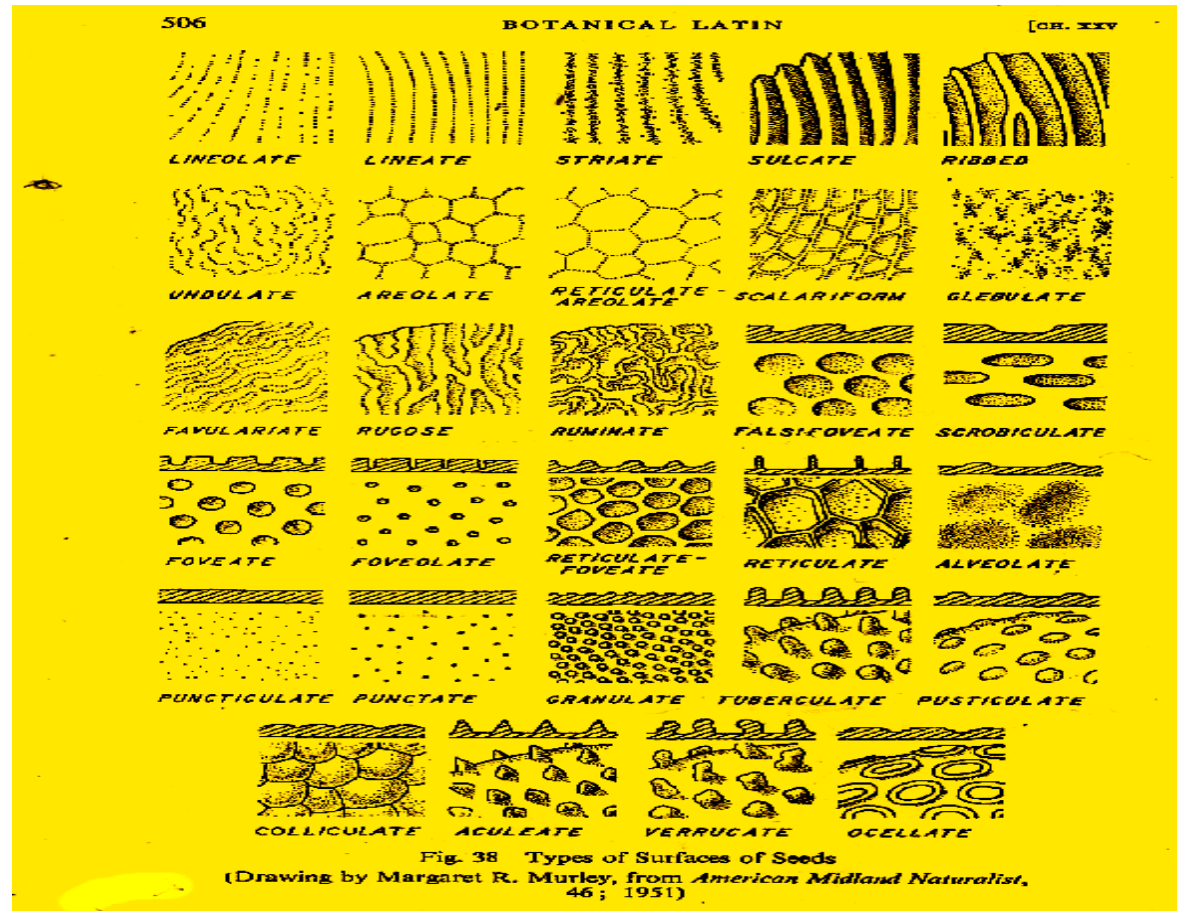 506 BOTANICAL LATIN [CH. XXV
LINEOLATE LINEATE STRIATE SULCATE RIBBED
UNDULATE AREOLATE RETICULATE- SCALARIFORM GLEBULATE
AREOLATE
FAVULARIATE RUGOSE RUMINATE FALSIFOVEATE SCROBICULATE
FOVEATE FOVEOLATE RETICULATE- RETICULATE ALVEOLATE
FOVEATE
PUNCTICULATE PUNCTATE GRANULATE TUBERCULATE PUSTICULATE
COLLICULATE ACULEATE VERRUCATE OCELLATE
Fig. 38 Types of Surfaces of Seeds
(Drawing by Margaret R. Murley, from American Midland Naturalist,
46 ; 1951)